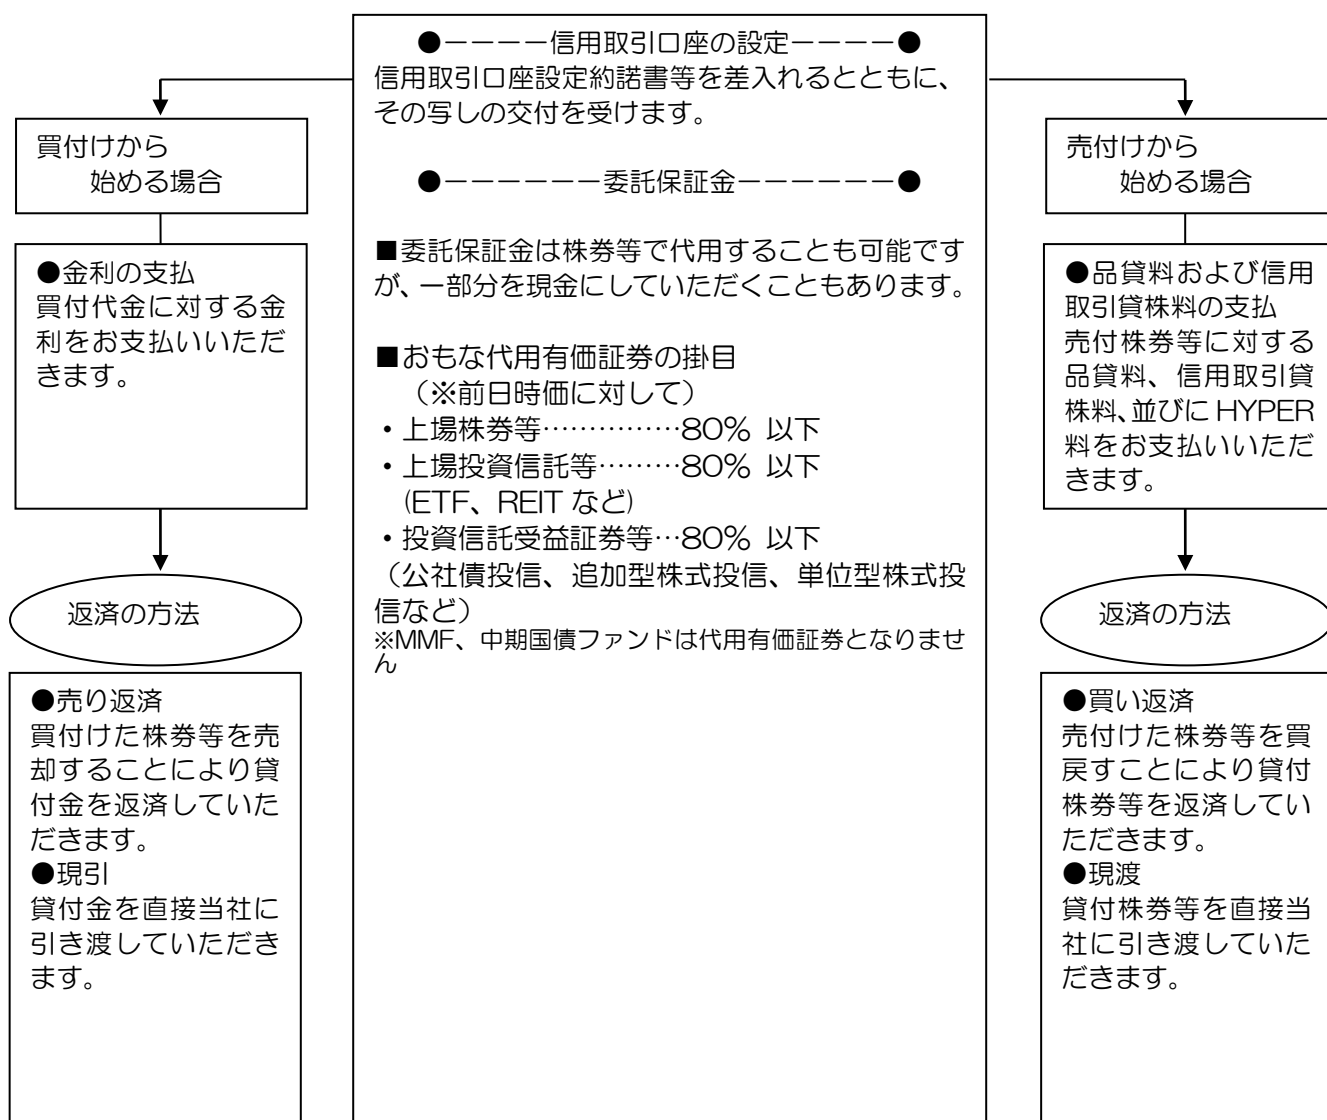 ●ーーーー信用取引口座の設定ーーーー●
信用取引口座設定約諾書等を差入れるとともに、
その写しの交付を受けます。
●ーーーーーー委託保証金ーーーーーー●
■委託保証金は株券等で代用することも可能です
が、一部分を現金にしていただくこともあります。
■おもな代用有価証券の掛目
（※前日時価に対して）
・上場株券等……………80% 以下
・上場投資信託等………80% 以下
(ETF、REIT など)
・投資信託受益証券等…80% 以下
（公社債投信、追加型株式投信、単位型株式投
信など）
※MMF、中期国債ファンドは代用有価証券となりませ
ん
買付けから
始める場合
●金利の支払
買付代金に対する金
利をお支払いいただ
きます。
返済の方法
●売り返済
買付けた株券等を売
却することにより貸
付金を返済していた
だきます。
●現引
貸付金を直接当社に
引き渡していただき
ます。
売付けから
始める場合
●品貸料および信用
取引貸株料の支払
売付株券等に対する
品貸料、信用取引貸
株料、並びに HYPER
料をお支払いいただ
きます。
返済の方法
●買い返済
売付けた株券等を買
戻すことにより貸付
株券等を返済してい
ただきます。
●現渡
貸付株券等を直接当
社に引き渡していた
だきます。